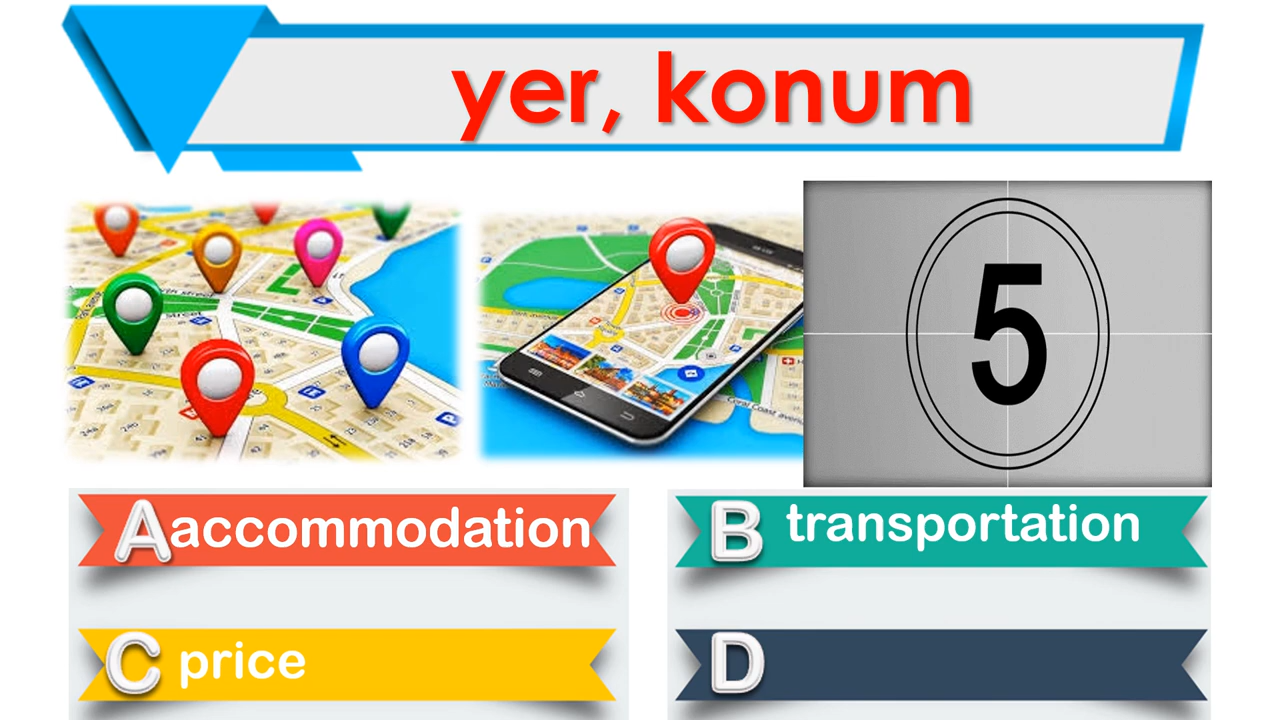 yer, konum
5
A accommodation
B transportation
C price
D